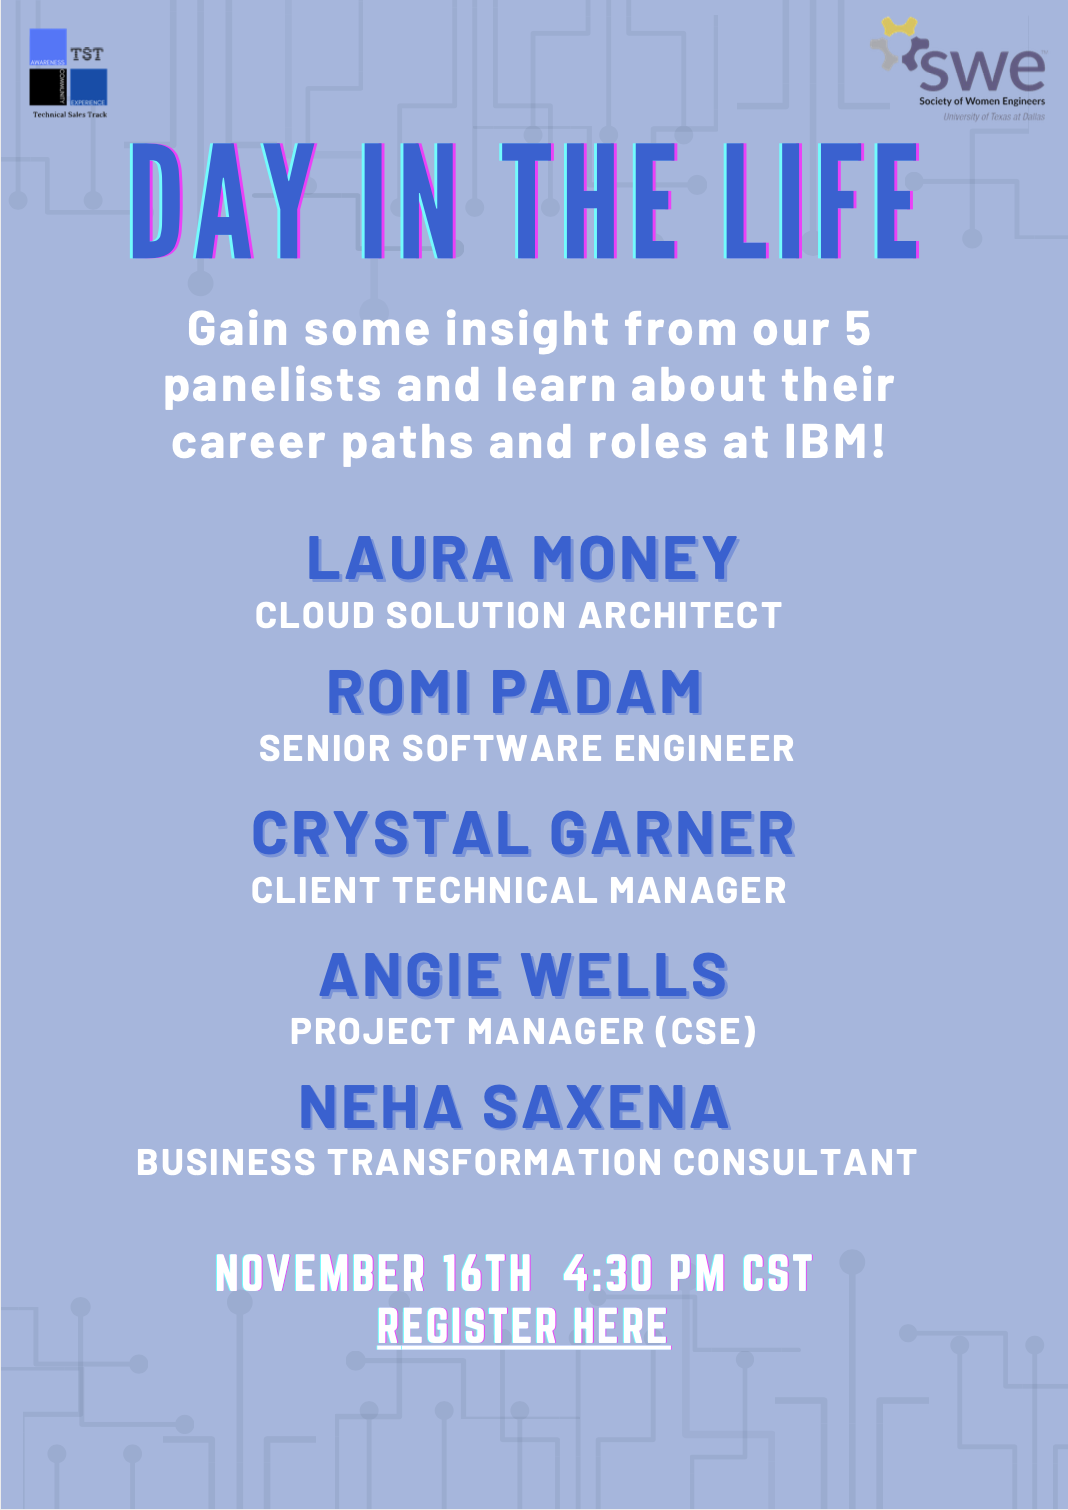 AWARENESS
TST
COMMUNITY
EXPERIENCE
Technical Sales Track
swe
Society of Women Engineers
University of Texas at Dallas
DAY IN THE LIFE
Gain some insight from our 5
panelists and learn about their
career paths and roles at IBM!
LAURA MONEY
CLOUD SOLUTION ARCHITECT
ROMI PADAM
SENIOR SOFTWARE ENGINEER
CRYSTAL GARNER
CLIENT TECHNICAL MANAGER
ANGIE WELLS
PROJECT MANAGER (CSE)
NEHA SAXENA
BUSINESS TRANSFORMATION CONSULTANT
NOVEMBER 16TH 4:30 PM CST
REGISTER HERE